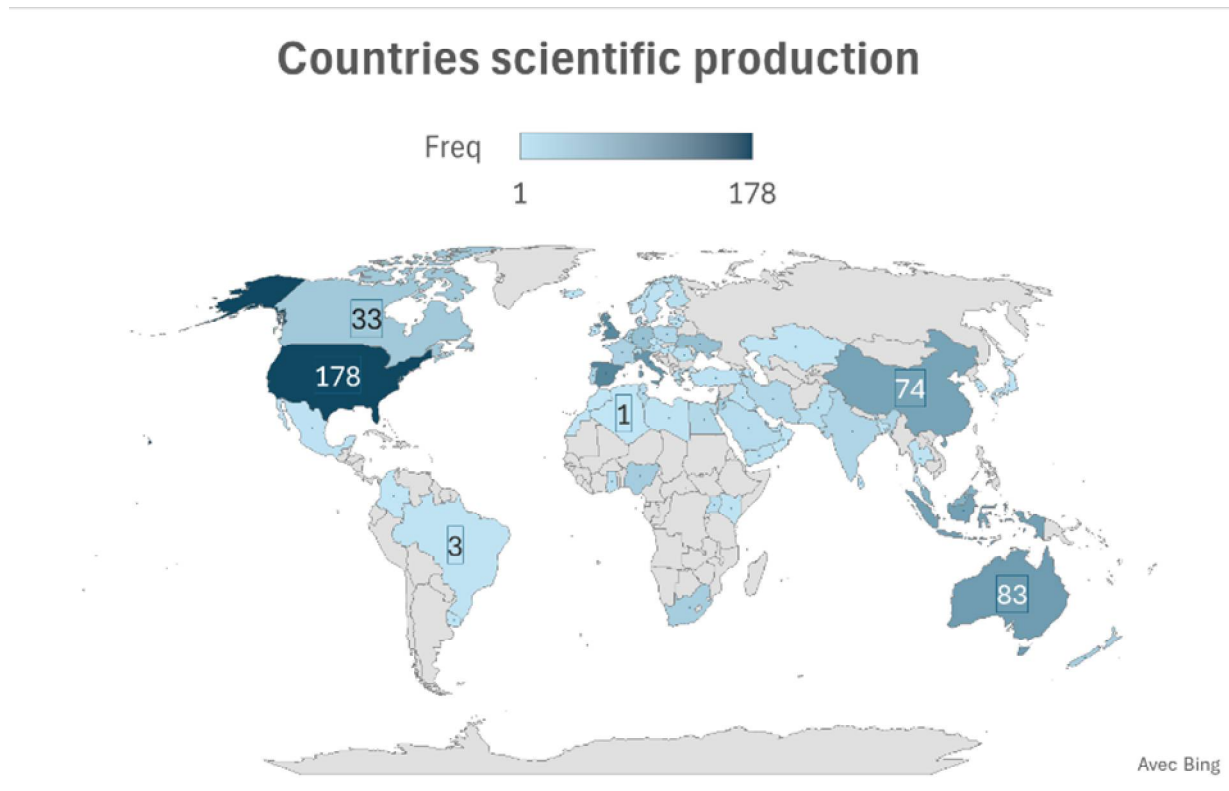 Countries scientific production
Freq
1 178
33
178
1
74
3
83
Avec Bing